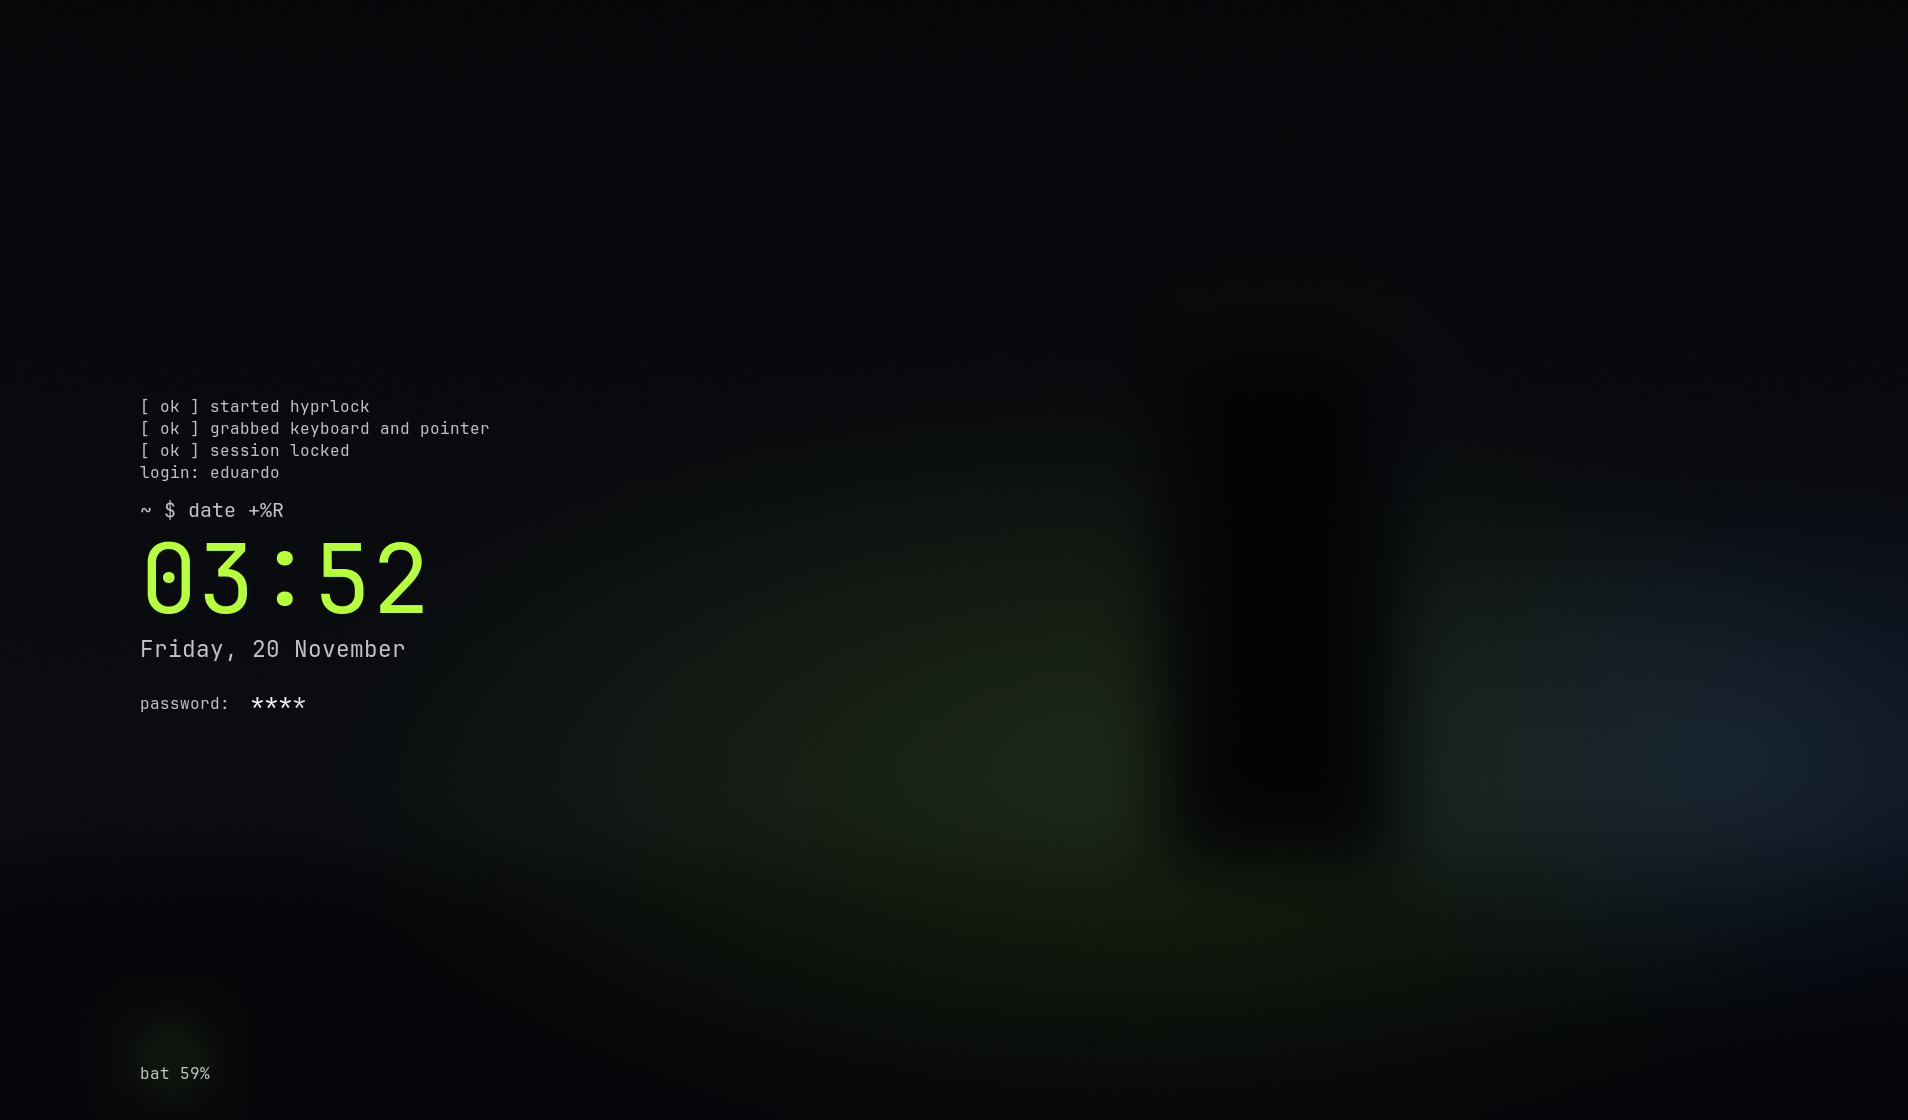 [ ok ] started hyprlock
[ ok ] grabbed keyboard and pointer
[ ok ] session locked
login: eduardo
~ $ date +%R
03:52
Friday, 20 November
password: ****
bat 59%